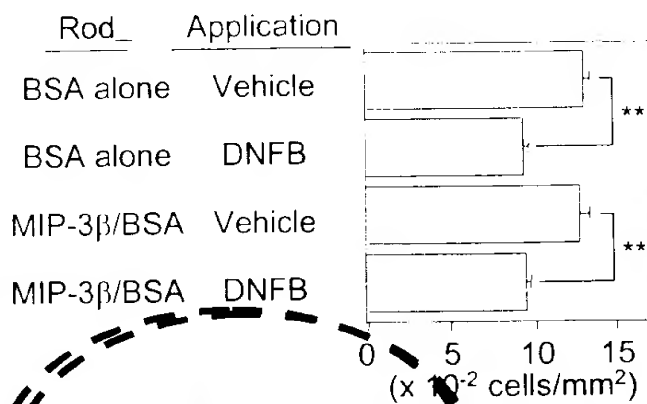 Rod Application
BSA alone Vehicle
**
BSA alone DNFB
MIP-3β/BSA Vehicle
**
MIP-3β/BSA DNFB
0 5 10 15
(x 10⁻² cells/mm²)